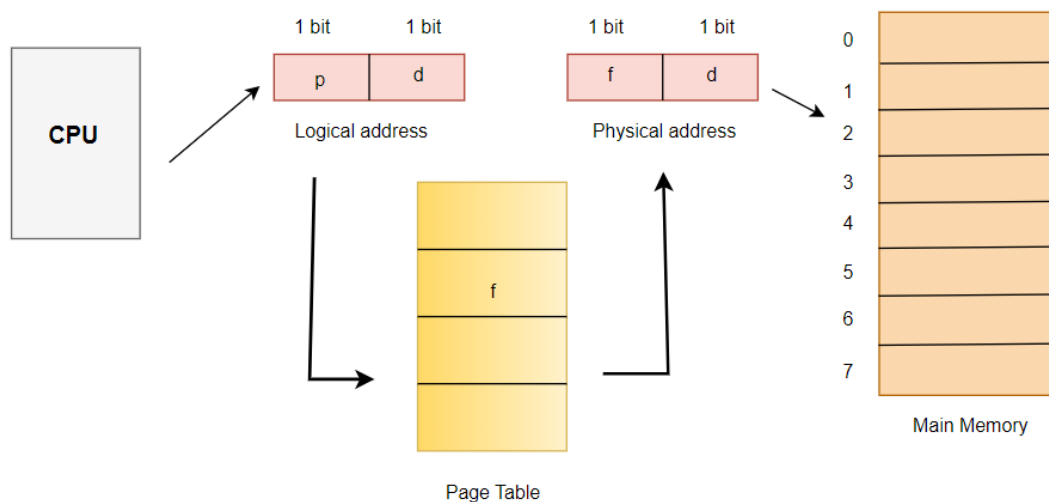 1 bit 1 bit
1 bit 1 bit
CPU
p d
f d
Logical address
Physical address
f
Page Table
0
1
2
3
4
5
6
7
Main Memory